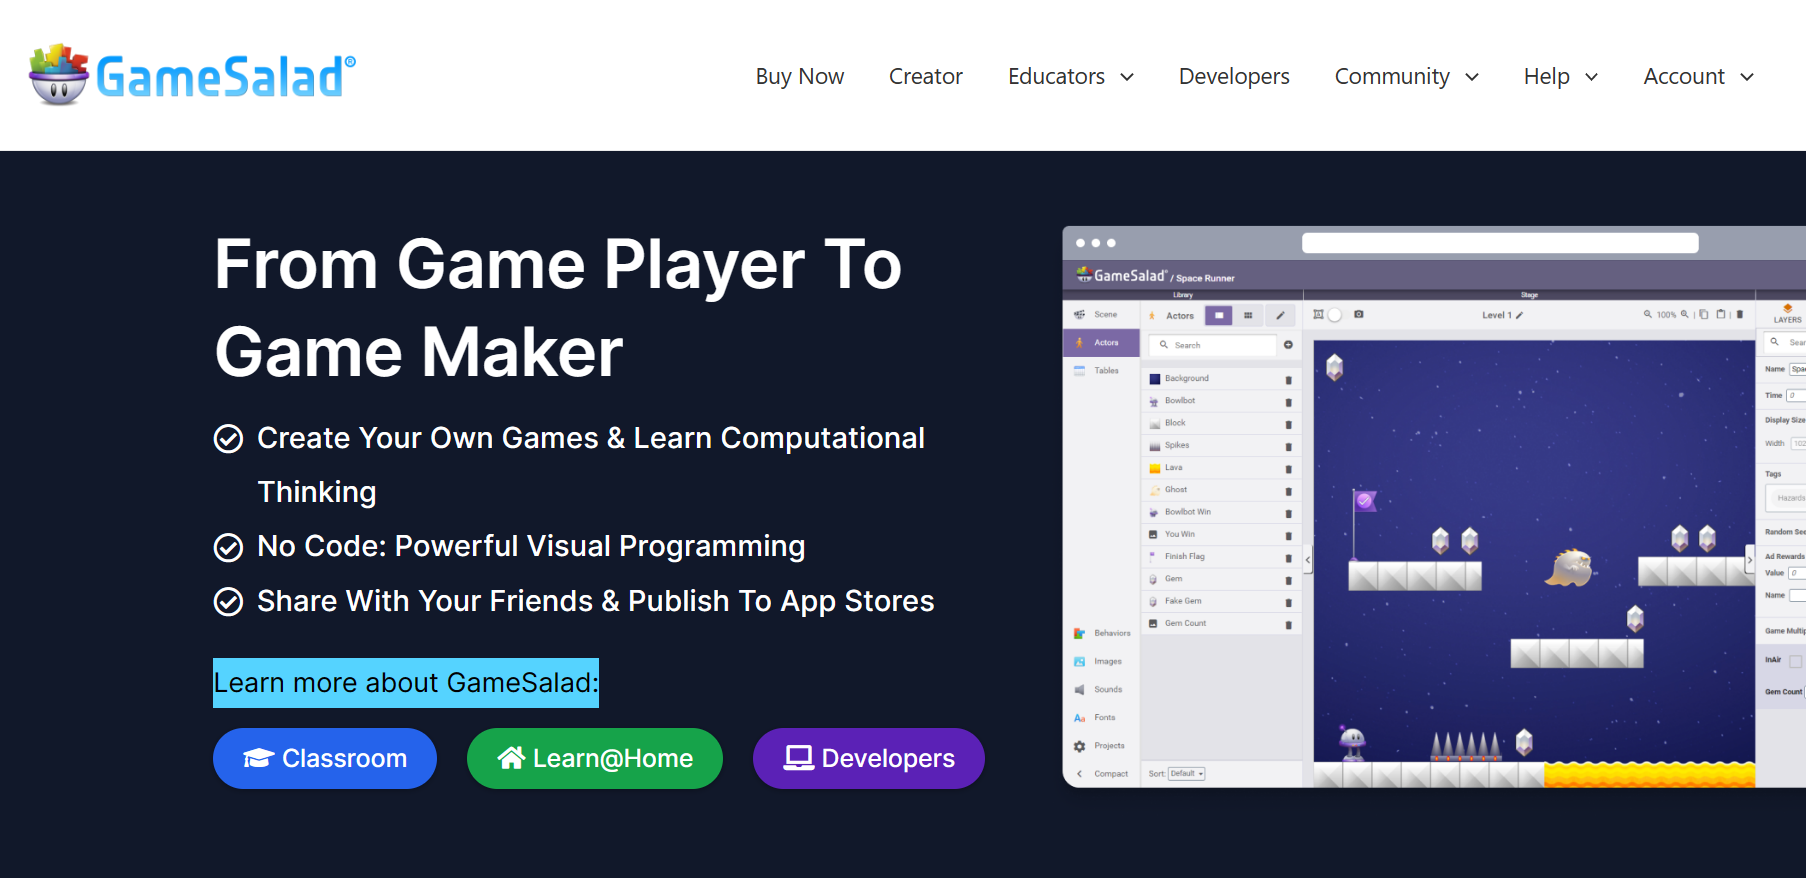 GameSalad®
Buy Now
Creator
Educators
Developers
Community
Help
Account
From Game Player To
Game Maker
Create Your Own Games & Learn Computational
Thinking
No Code: Powerful Visual Programming
Share With Your Friends & Publish To App Stores
Learn more about GameSalad:
Classroom
Learn@Home
Developers
GameSalad® / Space Runner
Library
Stage
Scene
Actors
Tables
Behaviors
Images
Sounds
Aa Fonts
Projects
Compact
Actors
Search
Background
Bowlbot
Block
Spikes
Lava
Ghost
Bowlbot Win
You Win
Finish Flag
Gem
Fake Gem
Gem Count
Sort: Default
Level 1
100%
LAYERS
Sear
Name Spac
Time 0
Display Size
Width 102
Tags
Hazards
Random See
Ad Rewards
Value 0
Name
Game Multip
InAir
Gem Count